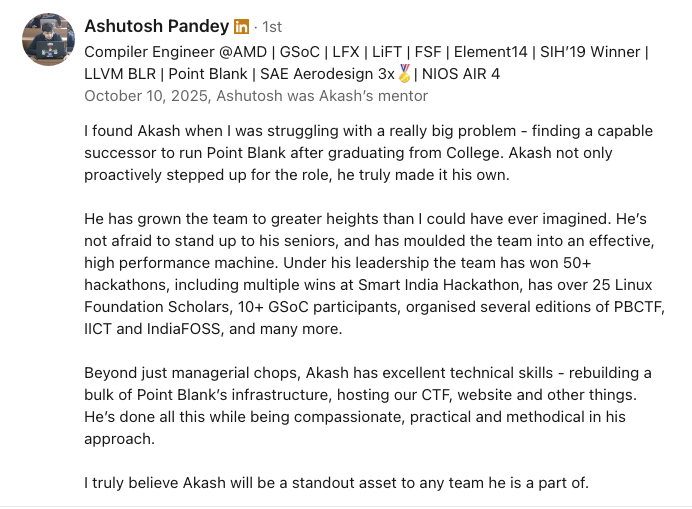 Ashutosh Pandey in · 1st
Compiler Engineer @AMD | GSoC | LFX | LiFT | FSF | Element14 | SIH’19 Winner |
LLVM BLR | Point Blank | SAE Aerodesign 3x🏅| NIOS AIR 4
October 10, 2025, Ashutosh was Akash’s mentor
I found Akash when I was struggling with a really big problem - finding a capable
successor to run Point Blank after graduating from College. Akash not only
proactively stepped up for the role, he truly made it his own.
He has grown the team to greater heights than I could have ever imagined. He’s
not afraid to stand up to his seniors, and has moulded the team into an effective,
high performance machine. Under his leadership the team has won 50+
hackathons, including multiple wins at Smart India Hackathon, has over 25 Linux
Foundation Scholars, 10+ GSoC participants, organised several editions of PBCTF,
IICT and IndiaFOSS, and many more.
Beyond just managerial chops, Akash has excellent technical skills - rebuilding a
bulk of Point Blank’s infrastructure, hosting our CTF, website and other things.
He’s done all this while being compassionate, practical and methodical in his
approach.
I truly believe Akash will be a standout asset to any team he is a part of.